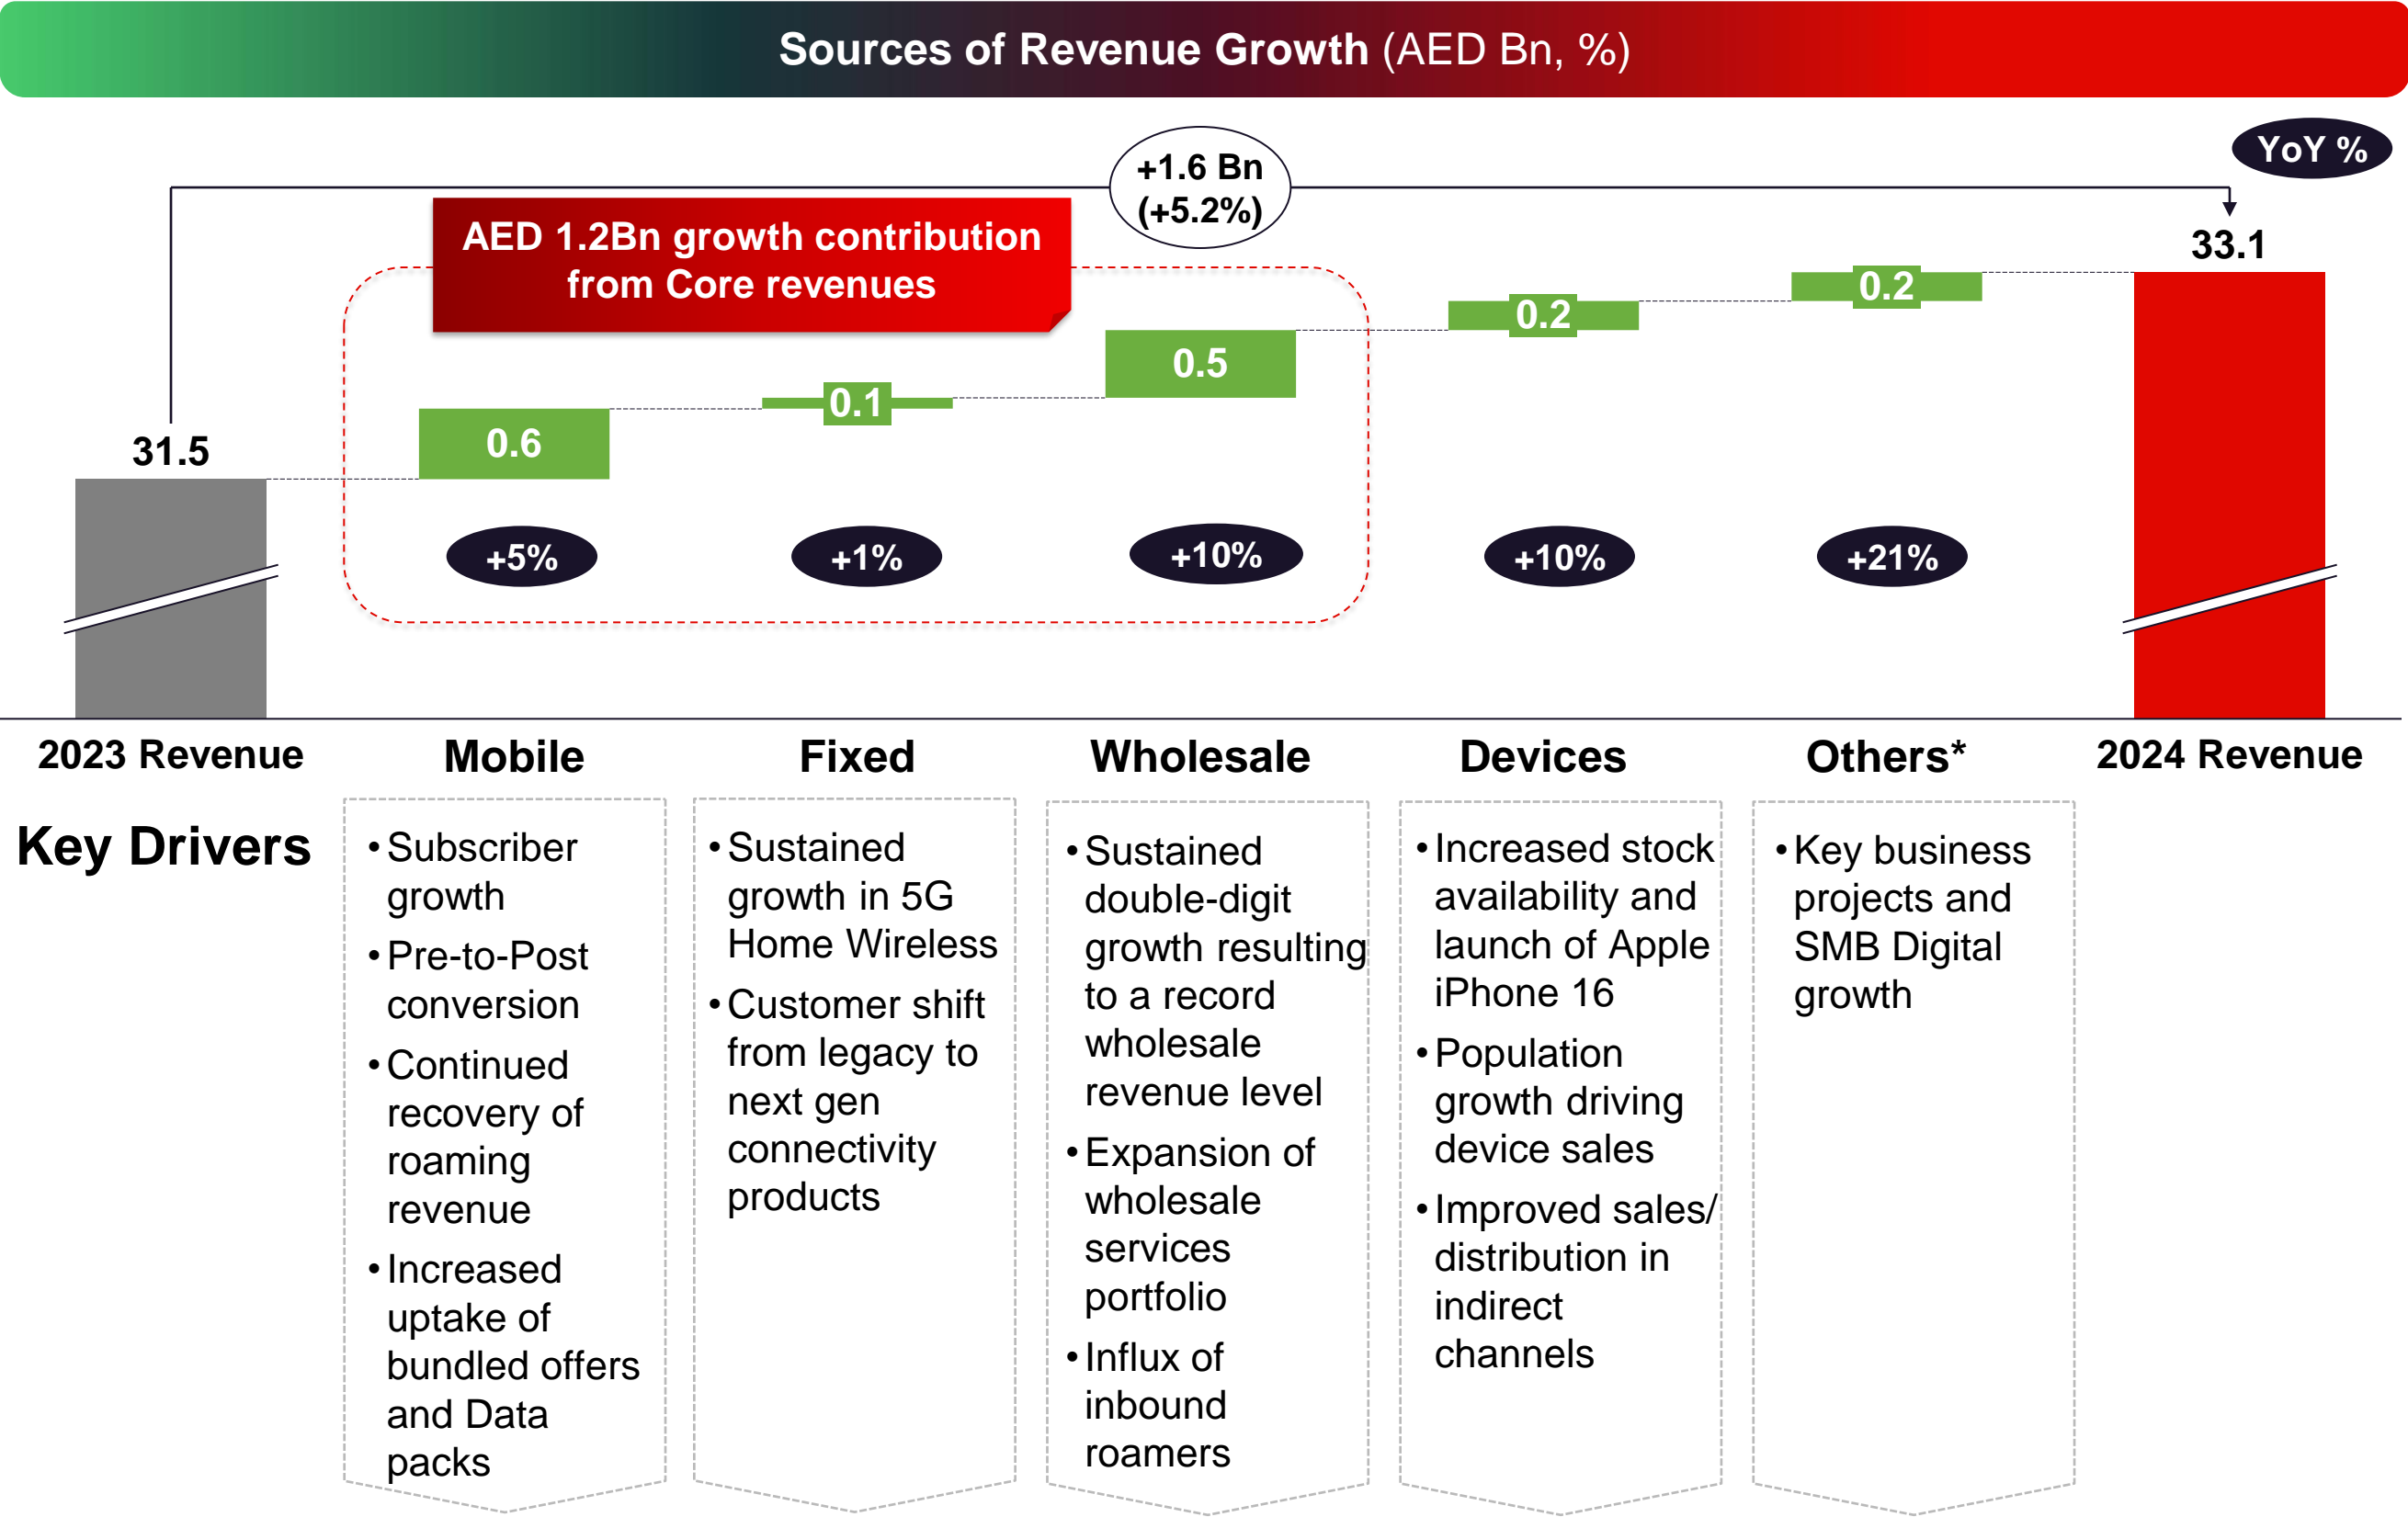 Sources of Revenue Growth (AED Bn, %)
YoY %
+1.6 Bn
(+5.2%)
AED 1.2Bn growth contribution
from Core revenues
31.5
0.6
0.1
0.5
0.2
0.2
33.1
+5%
+1%
+10%
+10%
+21%
2023 Revenue
Mobile
Fixed
Wholesale
Devices
Others*
2024 Revenue
Key Drivers
• Subscriber
growth
• Pre-to-Post
conversion
• Continued
recovery of
roaming
revenue
• Increased
uptake of
bundled offers
and Data
packs
• Sustained
growth in 5G
Home Wireless
• Customer shift
from legacy to
next gen
connectivity
products
• Sustained
double-digit
growth resulting
to a record
wholesale
revenue level
• Expansion of
wholesale
services
portfolio
• Influx of
inbound
roamers
• Increased stock
availability and
launch of Apple
iPhone 16
• Population
growth driving
device sales
• Improved sales/
distribution in
indirect
channels
• Key business
projects and
SMB Digital
growth